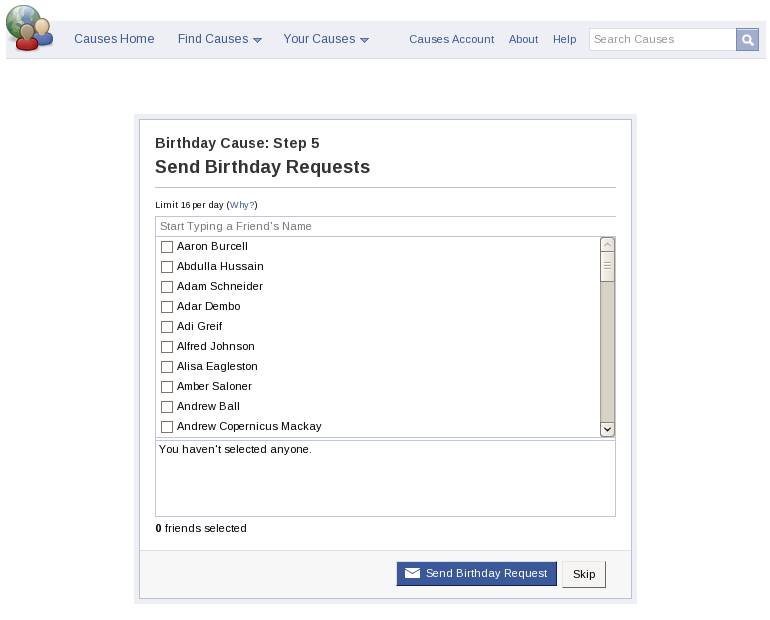 Causes Home Find Causes Your Causes Causes Account About Help Search Causes
Birthday Cause: Step 5
Send Birthday Requests
Limit 16 per day (Why?)
Start Typing a Friend's Name
Aaron Burcell
Abdulla Hussain
Adam Schneider
Adar Dembo
Adi Greif
Alfred Johnson
Alisa Eagleston
Amber Saloner
Andrew Ball
Andrew Copernicus Mackay
You haven't selected anyone.
0 friends selected
Send Birthday Request Skip